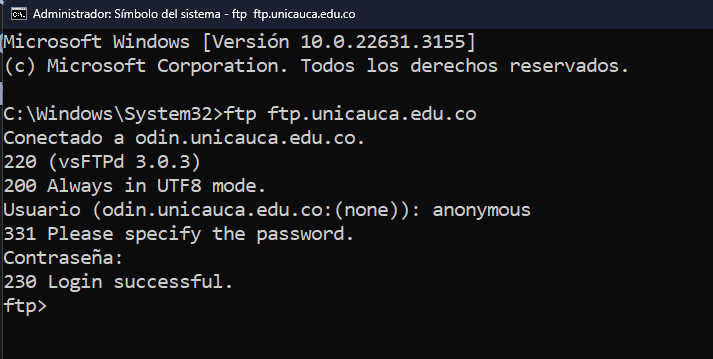 Administrador: Símbolo del sistema - ftp ftp.unicauca.edu.co
Microsoft Windows [Versión 10.0.22631.3155]
(c) Microsoft Corporation. Todos los derechos reservados.
C:\Windows\System32>ftp ftp.unicauca.edu.co
Conectado a odin.unicauca.edu.co.
220 (vsFTPd 3.0.3)
200 Always in UTF8 mode.
Usuario (odin.unicauca.edu.co:(none)): anonymous
331 Please specify the password.
Contraseña:
230 Login successful.
ftp>